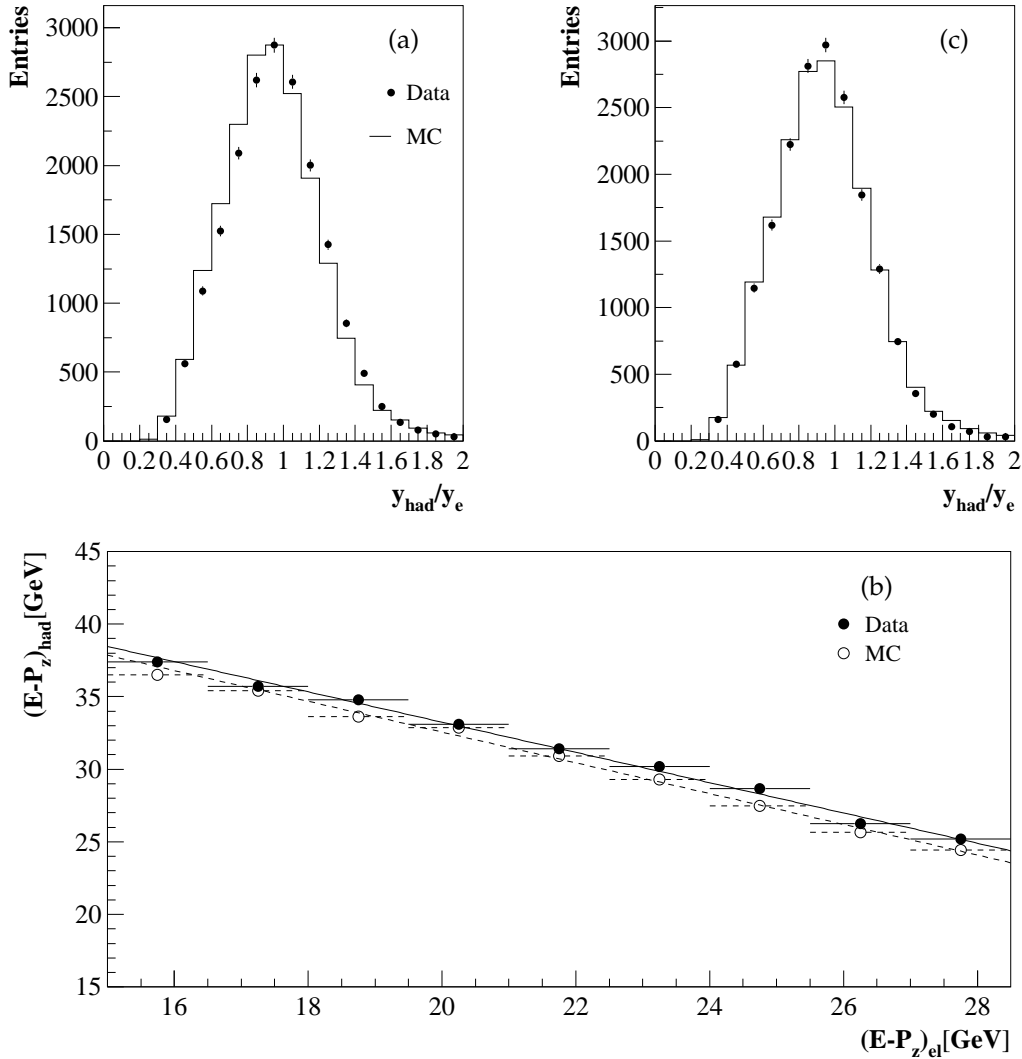 Entries
(a)
Data
MC
3000
2500
2000
1500
1000
500
0
0 0.2 0.4 0.6 0.8 1 1.2 1.4 1.6 1.8 2
y_had/y_e
Entries
(c)
3000
2500
2000
1500
1000
500
0
0 0.2 0.4 0.6 0.8 1 1.2 1.4 1.6 1.8 2
y_had/y_e
(E-P_z)_had[GeV]
(b)
Data
MC
45
40
35
30
25
20
15
16 18 20 22 24 26 28
(E-P_z)_el[GeV]